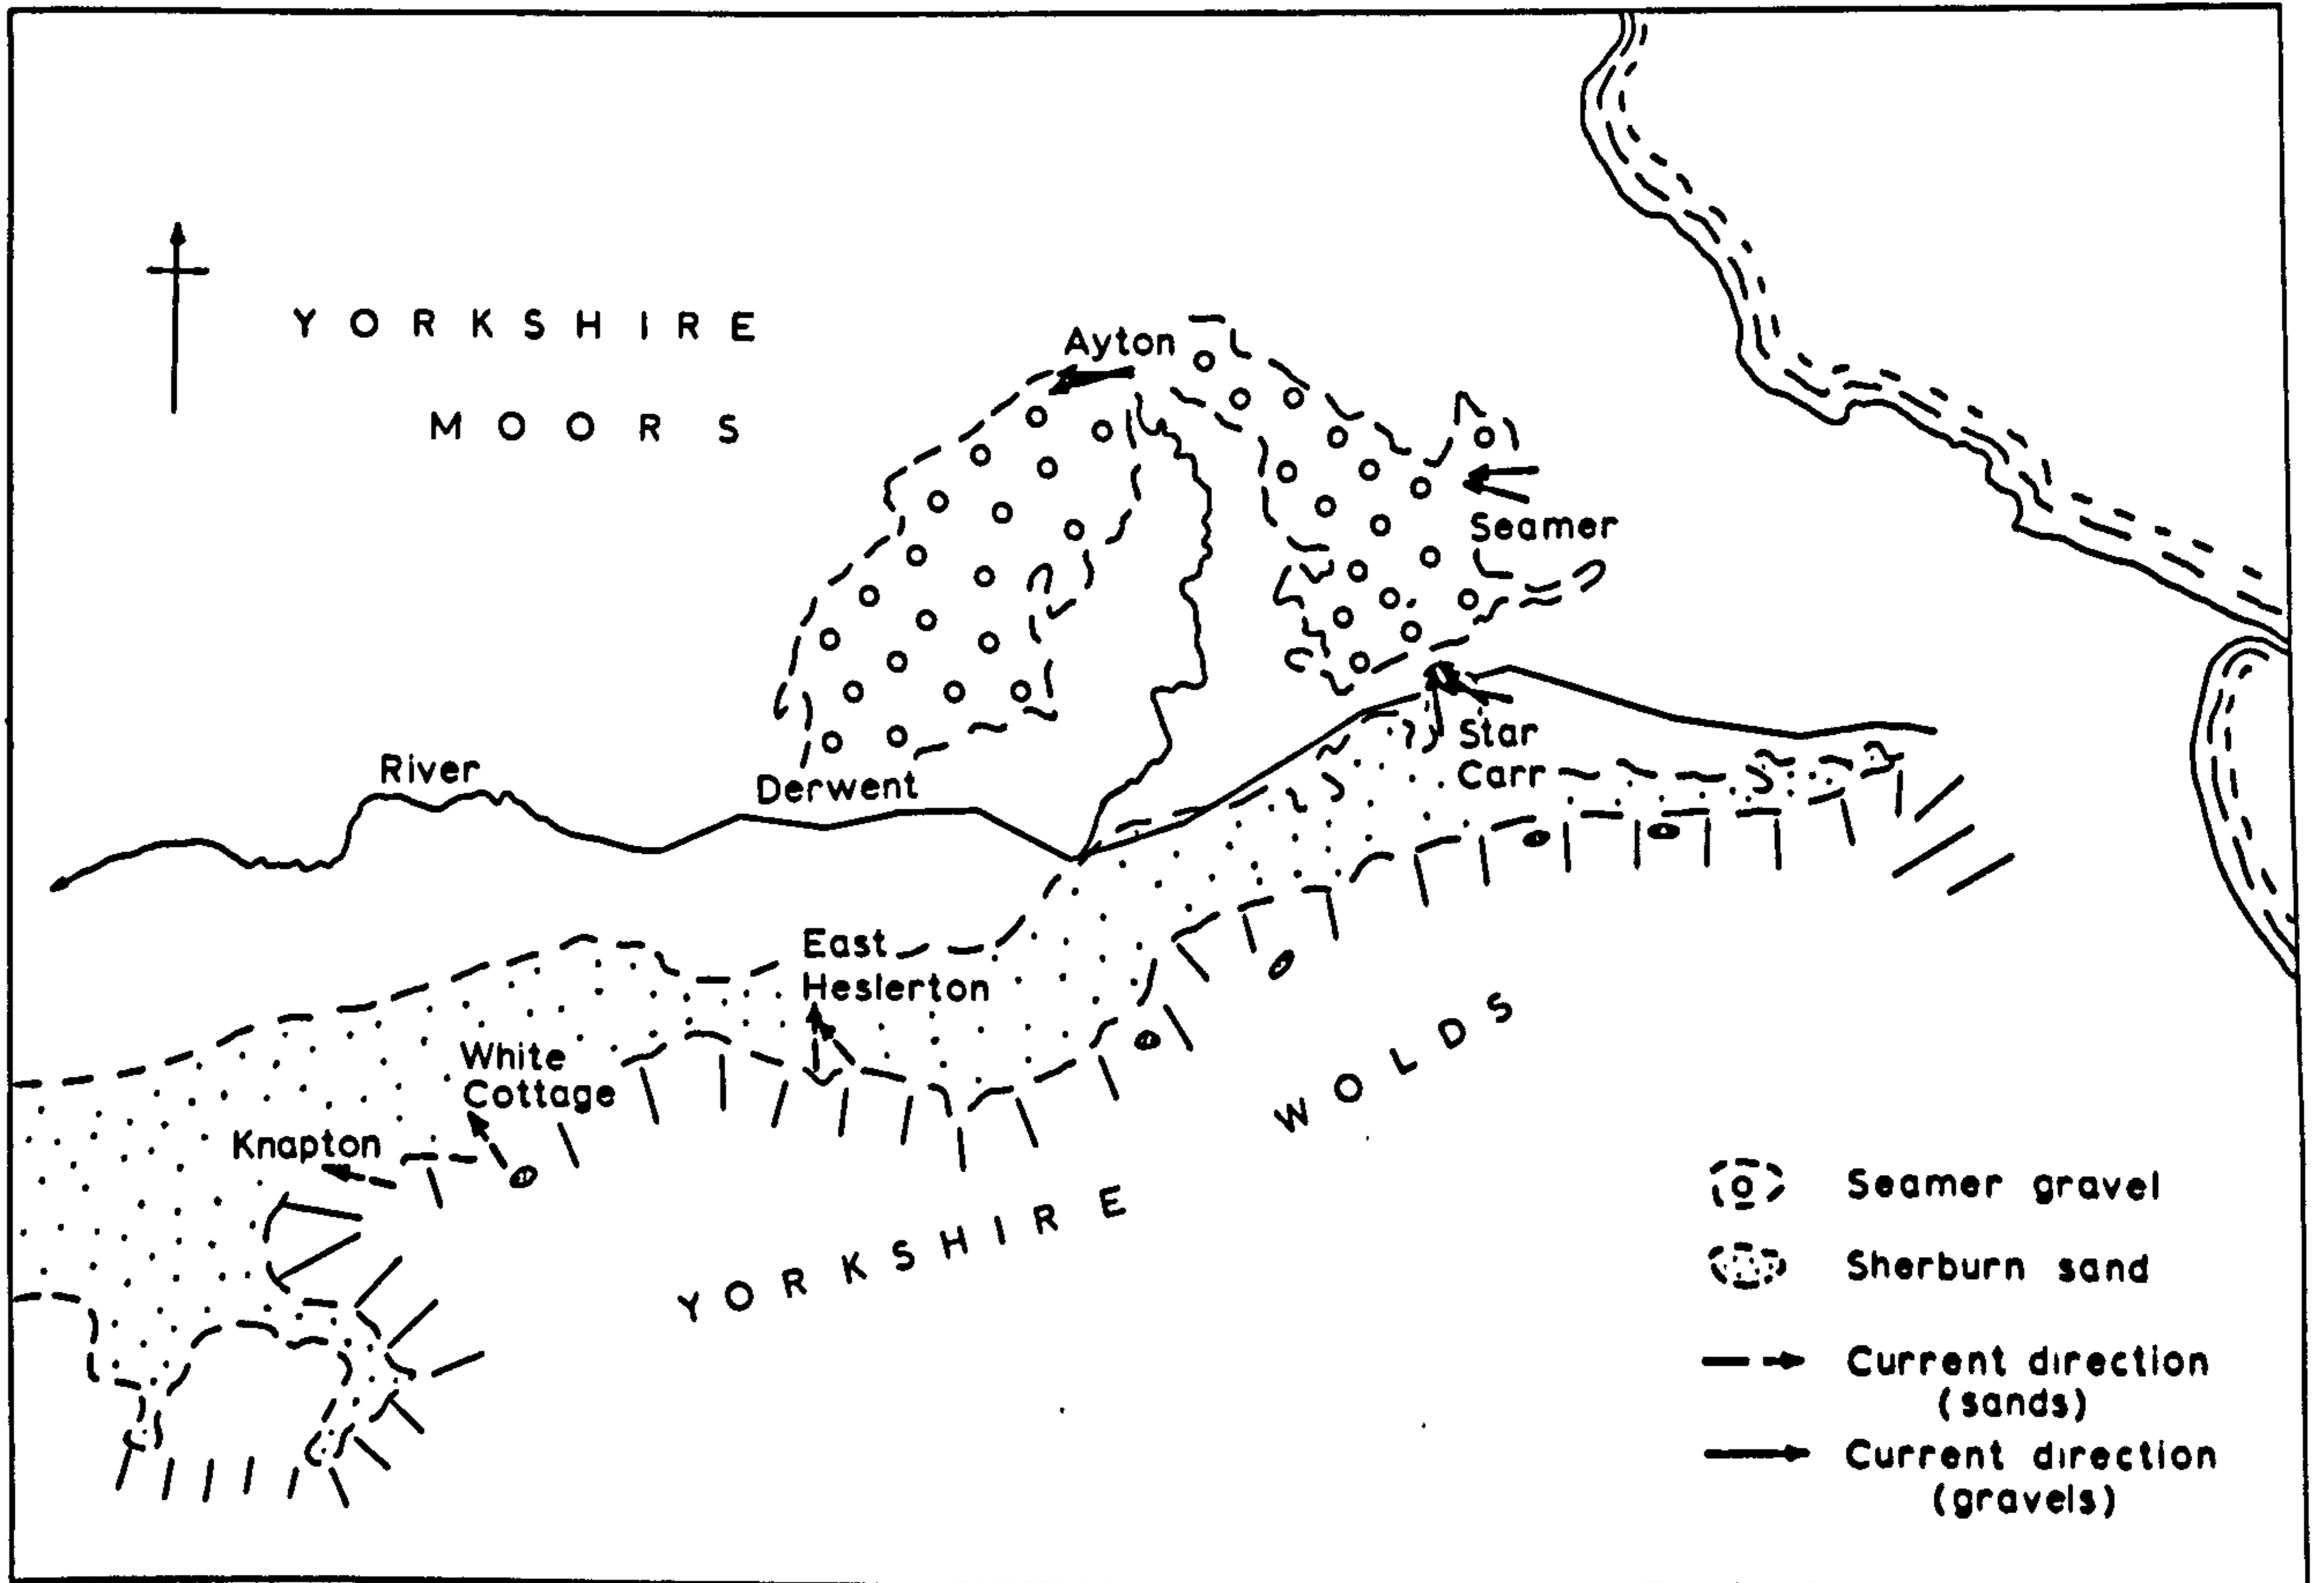 YORKSHIRE
MOORS
Ayton
Seamer
River
Derwent
Star
Carr
East
Heslerton
White
Cottage
Knapton
YORKSHIRE WOLDS
Seamer gravel
Sherburn sand
Current direction
(sands)
Current direction
(gravels)